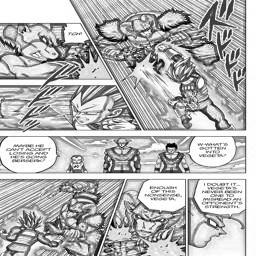 TCH!
W-WHAT'S
GOTTEN
INTO
VEGETA?
MAYBE HE
CAN'T ACCEPT
LOSING AND
HE'S GOING
BERSERK?
I DOUBT IT...
VEGETA'S
NEVER BEEN
ONE TO
MISREAD AN
OPPONENT'S
STRENGTH.
ENOUGH OF
THIS
NONSENSE,
VEGETA.